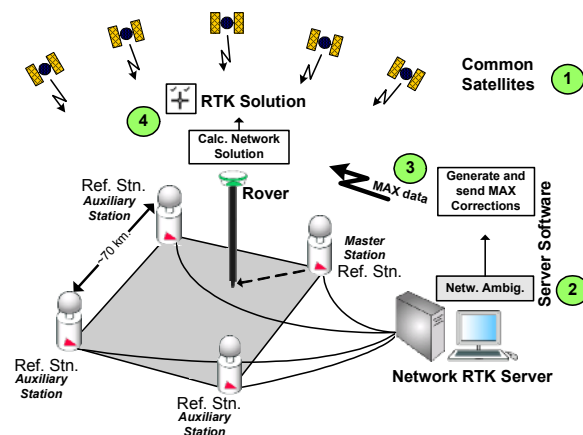 Common
Satellites
1
RTK Solution
4
Calc. Network
Solution
3
MAX data
Generate and
send MAX
Corrections
Server Software
Ref. Stn.
Auxiliary
Station
Rover
~70 km.
Master
Station
Ref. Stn.
Netw. Ambig.
2
Ref. Stn.
Auxiliary
Station
Ref. Stn.
Auxiliary
Station
Network RTK Server